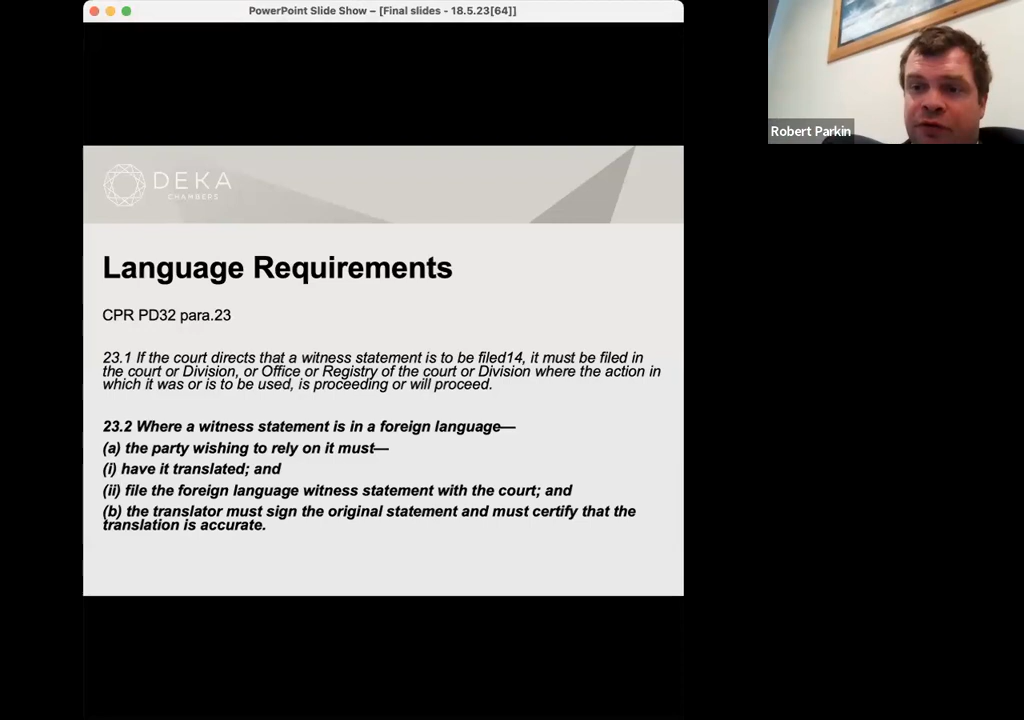 PowerPoint Slide Show – [Final slides - 18.5.23[64]]
Robert Parkin
DEKA
CHAMBERS
Language Requirements
CPR PD32 para.23
23.1 If the court directs that a witness statement is to be filed14, it must be filed in
the court or Division, or Office or Registry of the court or Division where the action in
which it was or is to be used, is proceeding or will proceed.
23.2 Where a witness statement is in a foreign language—
(a) the party wishing to rely on it must—
(i) have it translated; and
(ii) file the foreign language witness statement with the court; and
(b) the translator must sign the original statement and must certify that the
translation is accurate.